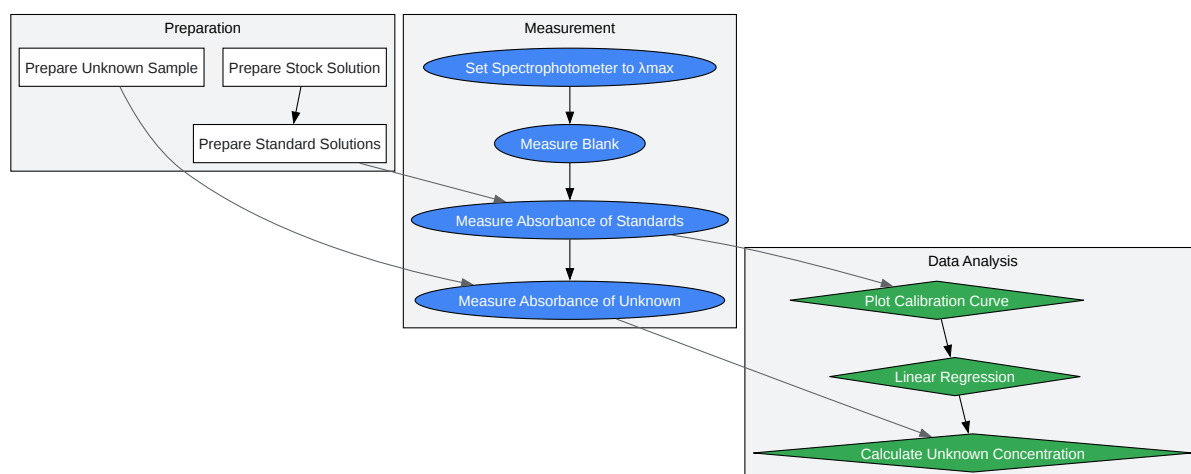 Preparation
Prepare Unknown Sample
Prepare Stock Solution
Prepare Standard Solutions
Measurement
Set Spectrophotometer to λmax
Measure Blank
Measure Absorbance of Standards
Measure Absorbance of Unknown
Data Analysis
Plot Calibration Curve
Linear Regression
Calculate Unknown Concentration